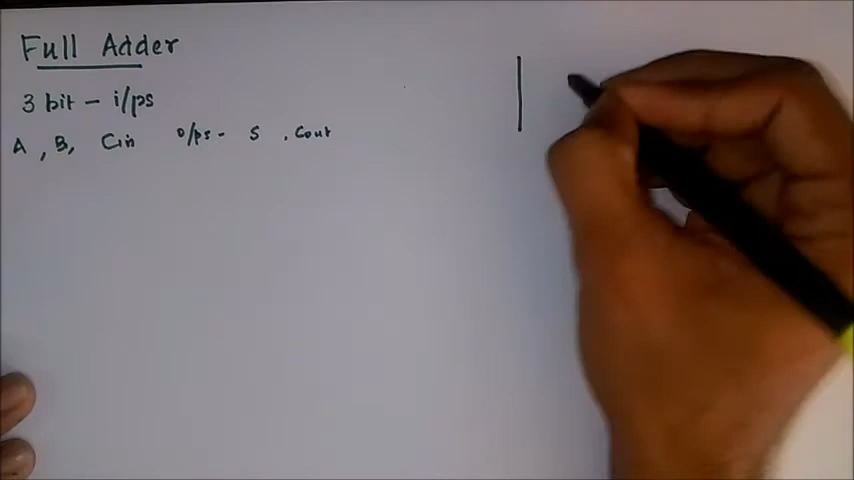 Full Adder
3 bit - i/ps
A, B, Cin o/ps - S, Cout